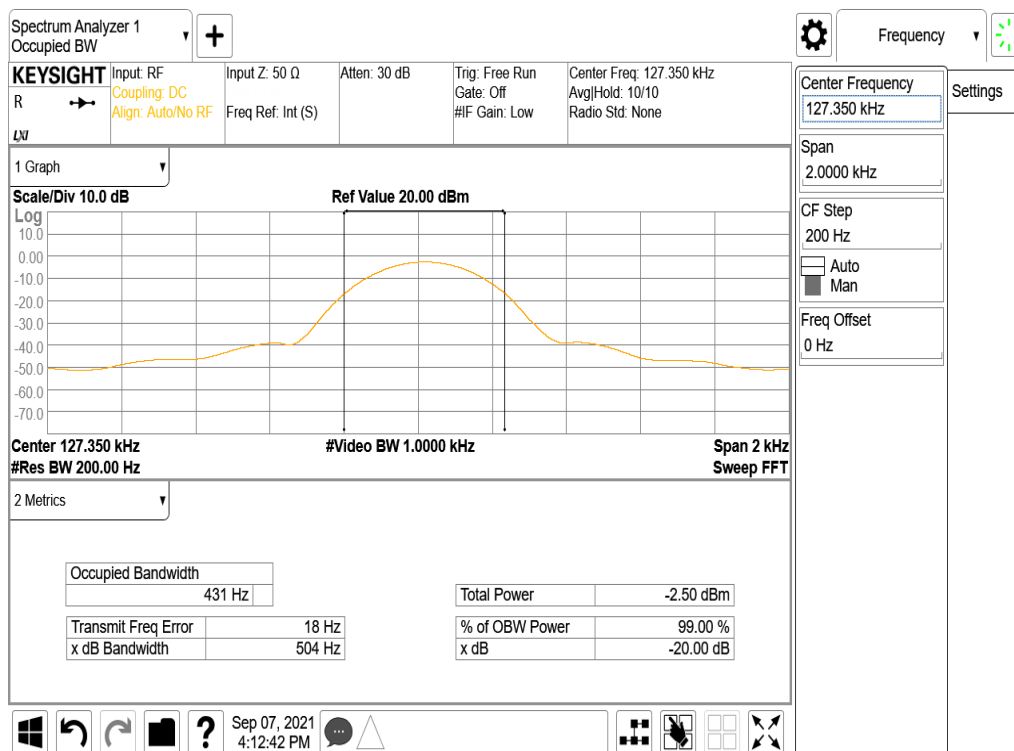 Spectrum Analyzer 1
Occupied BW
+
Frequency
KEYSIGHT
R
LXI
Input: RF
Coupling: DC
Align: Auto/No RF
Input Z: 50 Ω
Freq Ref: Int (S)
Atten: 30 dB
Trig: Free Run
Gate: Off
#IF Gain: Low
Center Freq: 127.350 kHz
Avg|Hold: 10/10
Radio Std: None
Center Frequency
127.350 kHz
Settings
Span
2.0000 kHz
CF Step
200 Hz
Auto
Man
Freq Offset
0 Hz
1 Graph
Scale/Div 10.0 dB
Ref Value 20.00 dBm
Log
10.0
0.00
-10.0
-20.0
-30.0
-40.0
-50.0
-60.0
-70.0
Center 127.350 kHz
#Video BW 1.0000 kHz
Span 2 kHz
#Res BW 200.00 Hz
Sweep FFT
2 Metrics
Occupied Bandwidth
431 Hz
Total Power -2.50 dBm
Transmit Freq Error 18 Hz
% of OBW Power 99.00 %
x dB Bandwidth 504 Hz
x dB -20.00 dB
?
Sep 07, 2021
4:12:42 PM
...